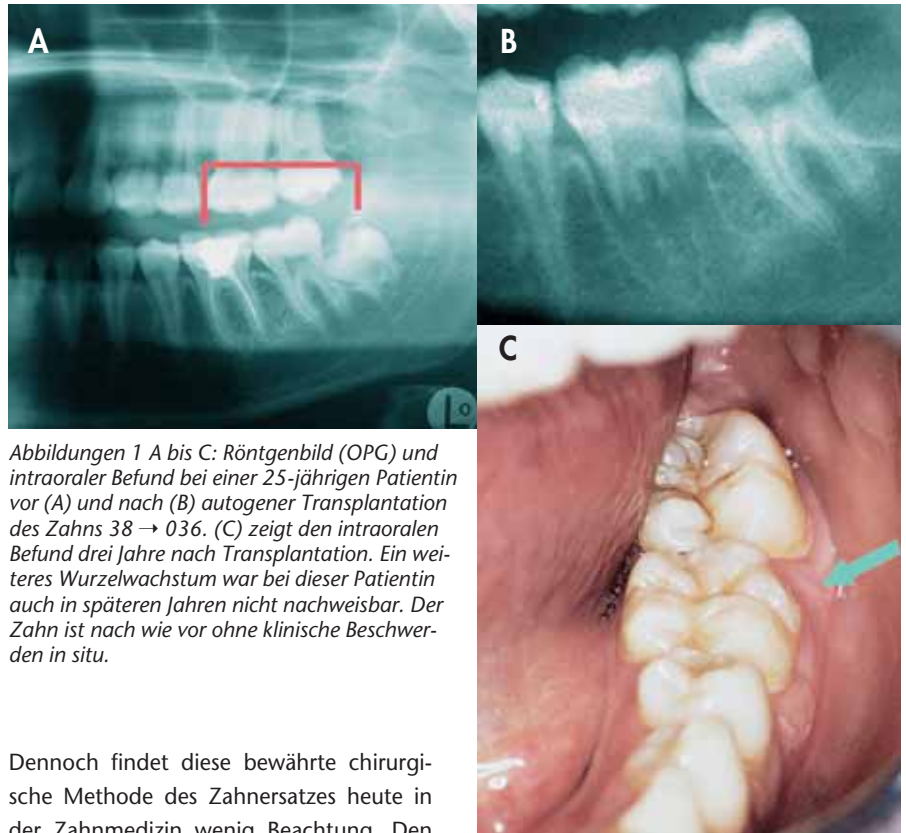 A
B
C
L
Abbildungen 1 A bis C: Röntgenbild (OPG) und
intraoraler Befund bei einer 25-jährigen Patientin
vor (A) und nach (B) autogener Transplantation
des Zahns 38 → 036. (C) zeigt den intraoralen
Befund drei Jahre nach Transplantation. Ein wei-
teres Wurzelwachstum war bei dieser Patientin
auch in späteren Jahren nicht nachweisbar. Der
Zahn ist nach wie vor ohne klinische Beschwer-
den in situ.
Dennoch findet diese bewährte chirurgi-
sche Methode des Zahnersatzes heute in
der Zahnmedizin wenig Beachtung. Den